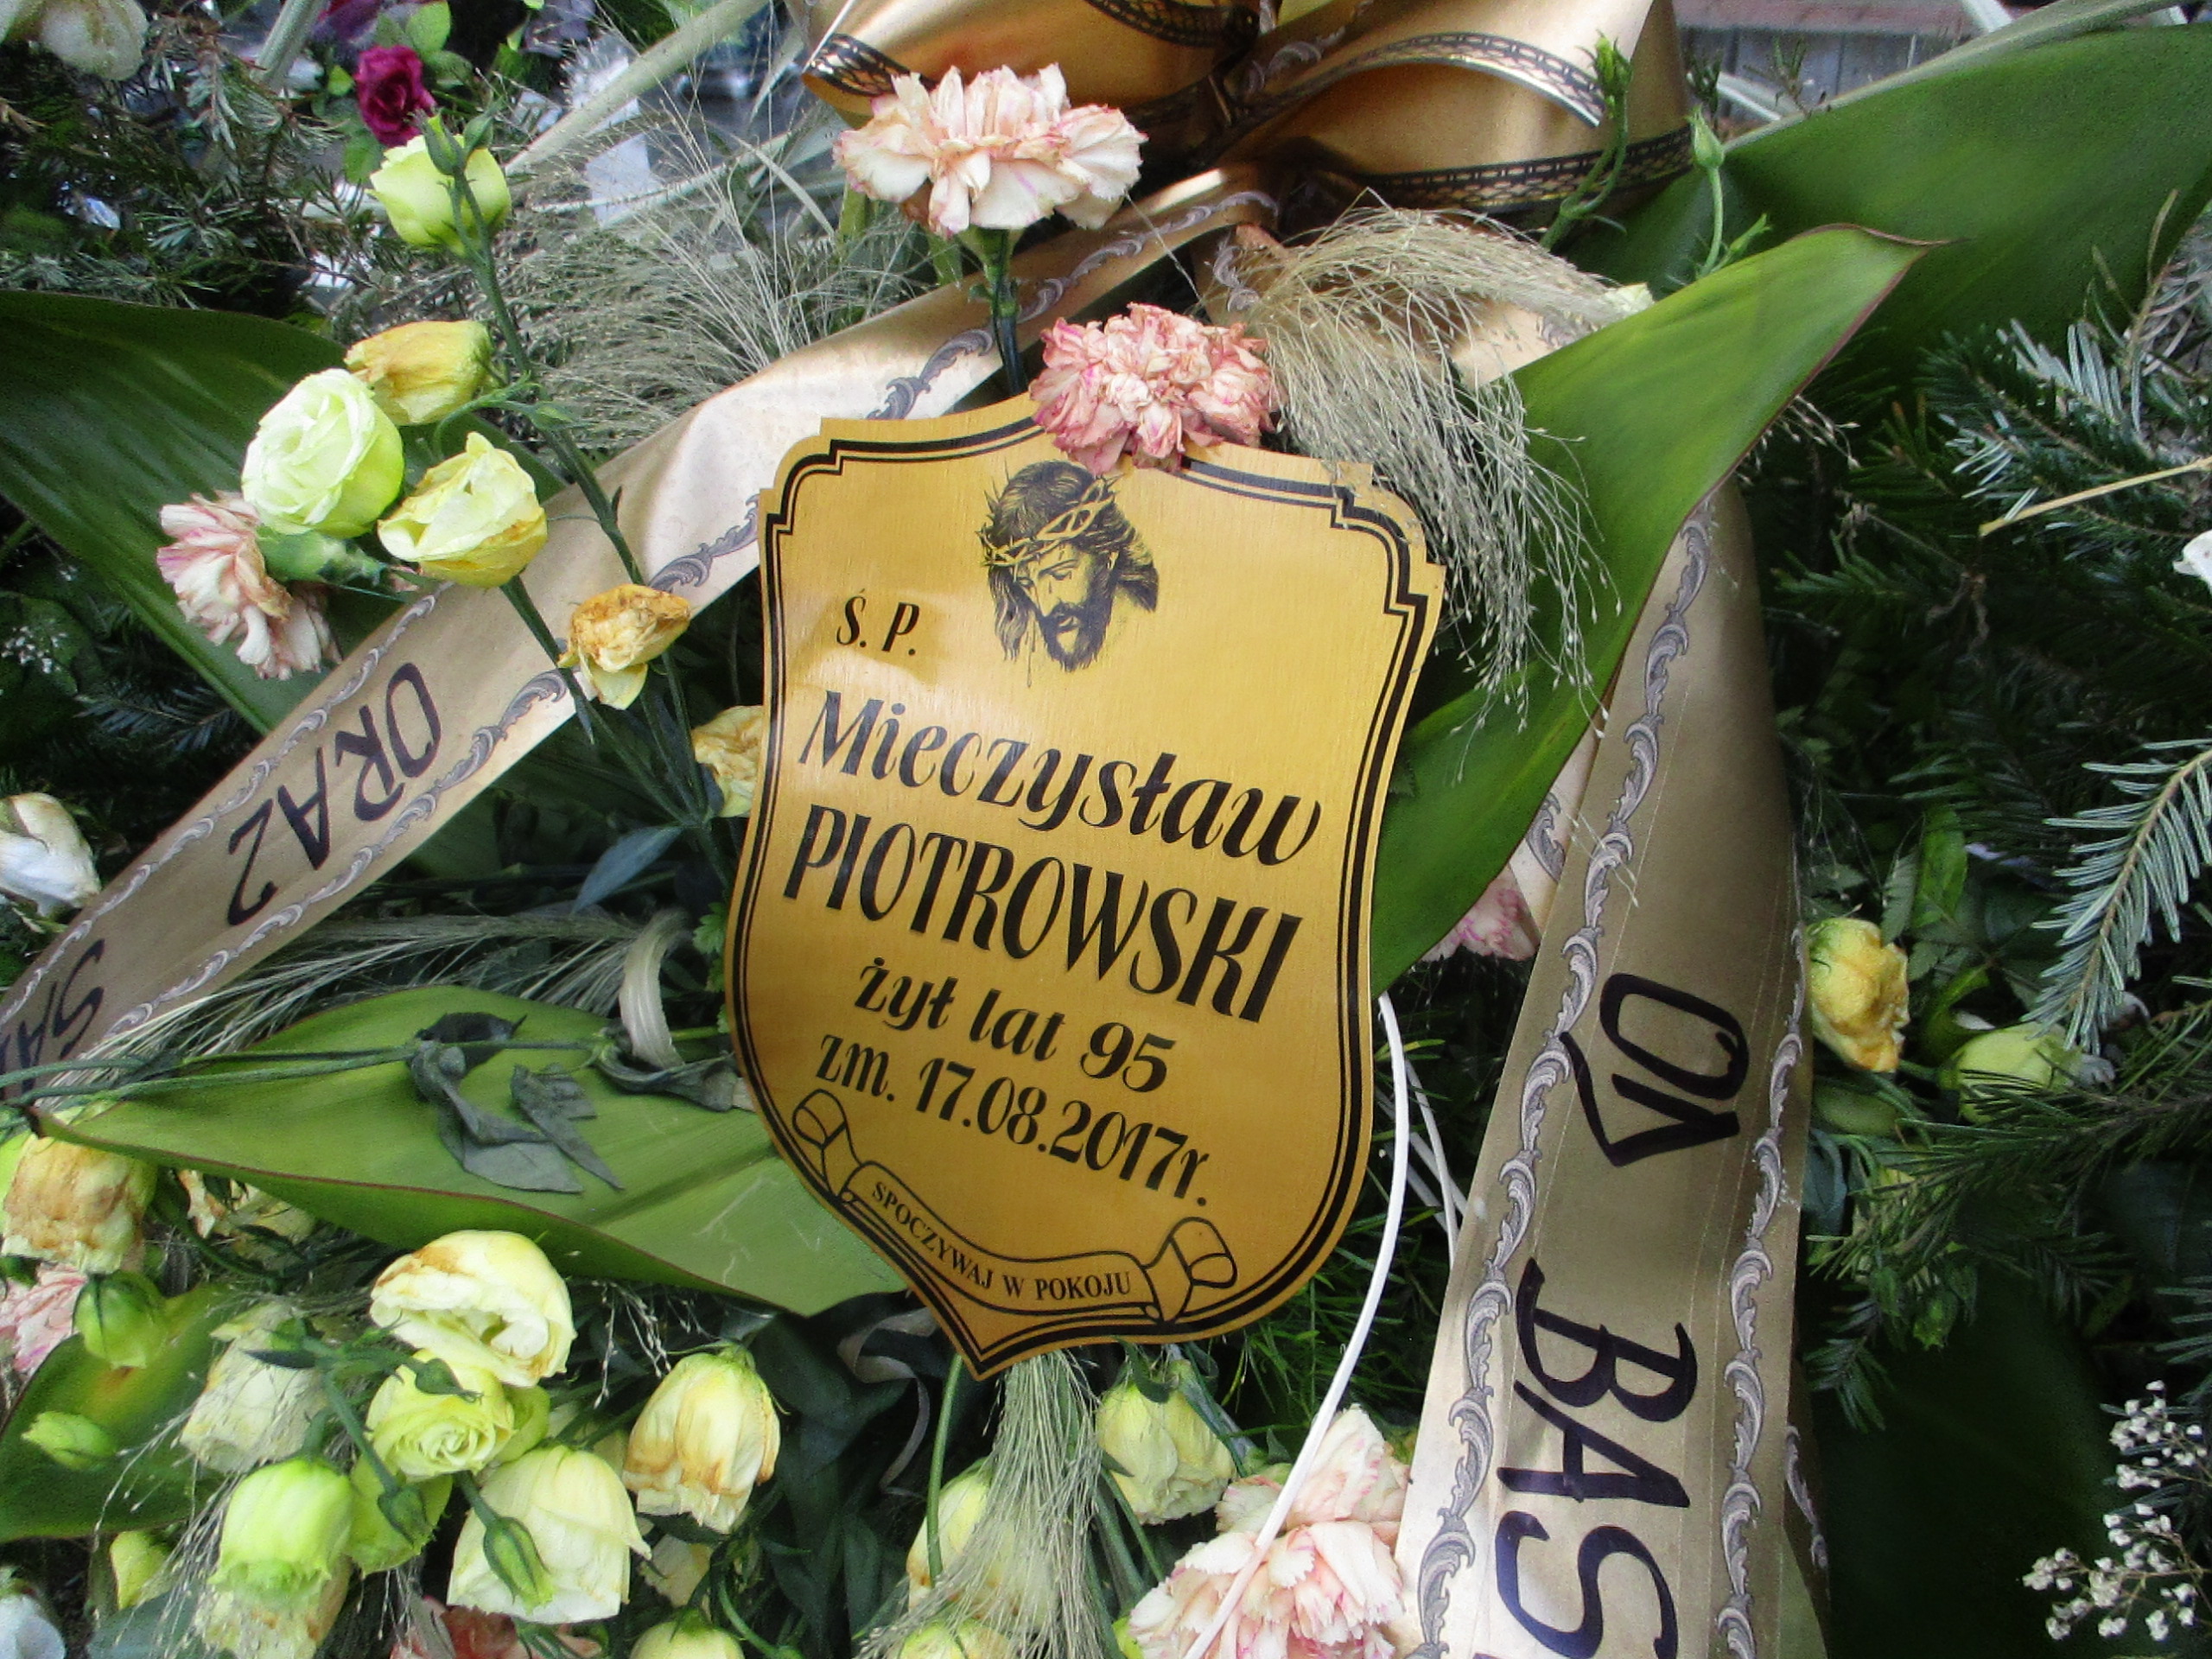 Ś. P.
Mieczysław
PIOTROWSKI
żył lat 95
zm. 17.08.2017r.
SPOCZYWAJ W POKOJU
ORAZ
OD
BAS